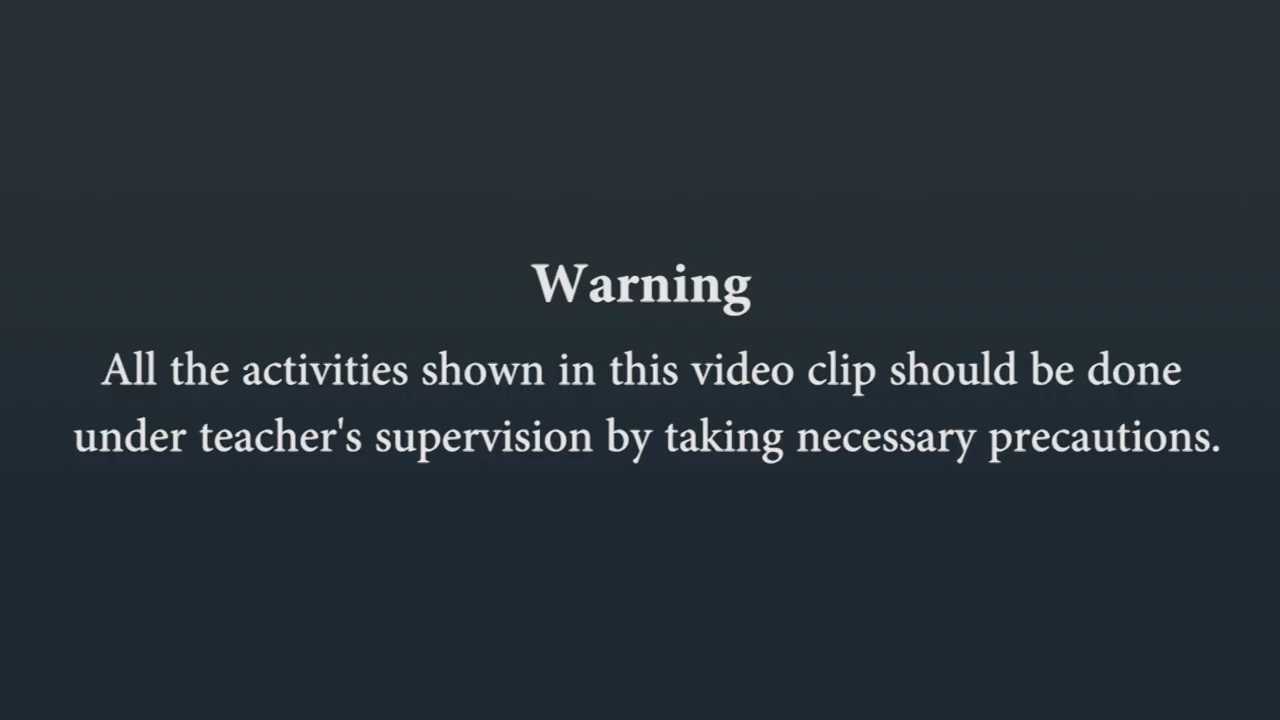 Warning
All the activities shown in this video clip should be done
under teacher's supervision by taking necessary precautions.